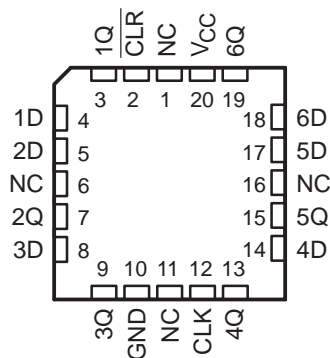 1Q
CLR
NC
VCC
6Q
3
2
1
20
19
1D 4
18 6D
2D 5
17 5D
NC 6
16 NC
2Q 7
15 5Q
3D 8
14 4D
9
10
11
12
13
3Q
GND
NC
CLK
4Q